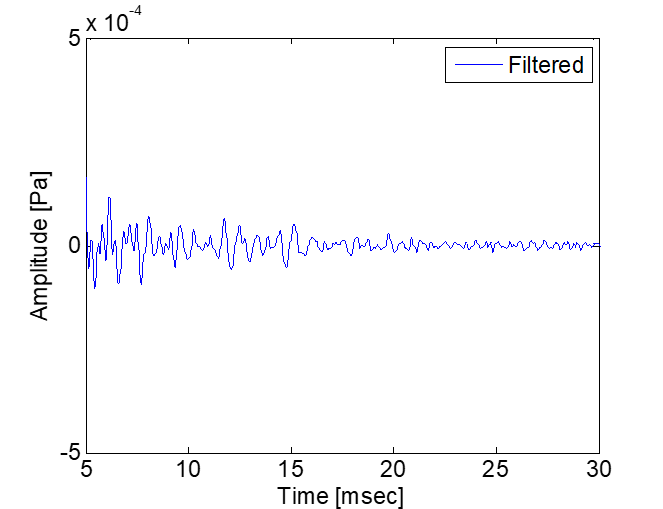 x 10⁻⁴
5
Filtered
Amplitude [Pa]
0
-5
5 10 15 20 25 30
Time [msec]